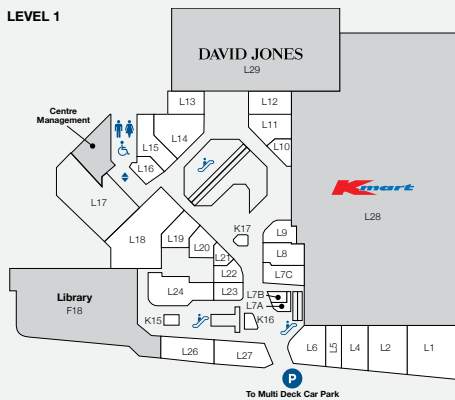 LEVEL 1
DAVID JONES
L29
L13
L12
Centre
Management
L14
L11
L15
L10
L16
Kmart
L28
L17
K17
L18
L19
L20
L9
L21
L8
L22
L7C
Library
F18
L24
L23
L7B
L7A
K15
K16
L26
L27
L6
L5
L4
L2
L1
P
To Multi Deck Car Park